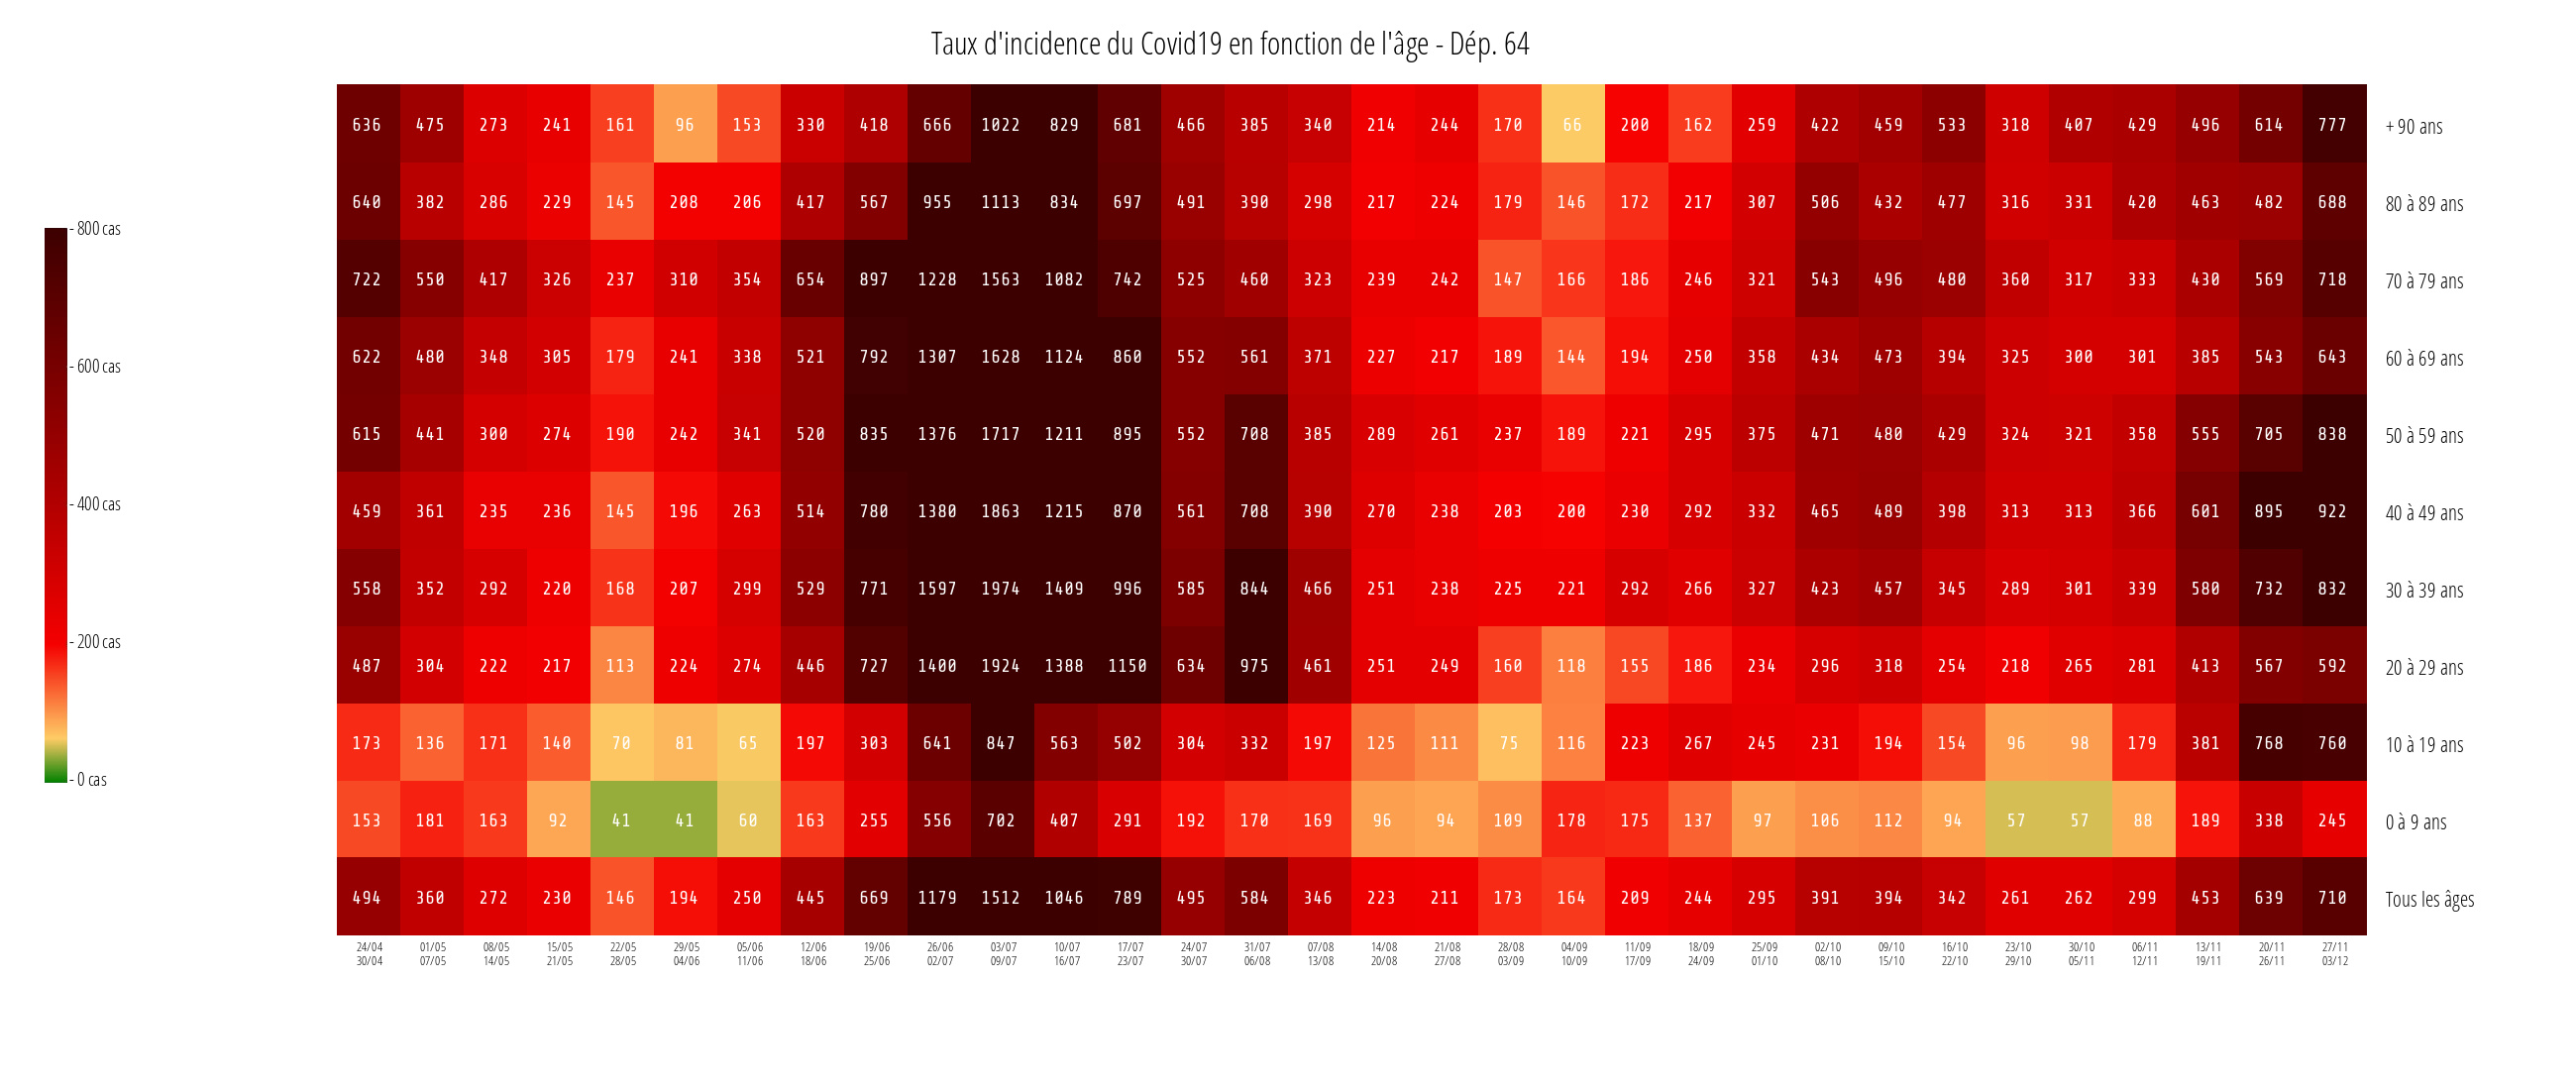 Taux d'incidence du Covid19 en fonction de l'âge - Dép. 64
- 800 cas
- 600 cas
- 400 cas
- 200 cas
- 0 cas
636 475 273 241 161 96 153 330 418 666 1022 829 681 466 385 340 214 244 170 66 200 162 259 422 459 533 318 407 429 496 614 777 + 90 ans
640 382 286 229 145 208 206 417 567 955 1113 834 697 491 390 298 217 224 179 146 172 217 307 506 432 477 316 331 420 463 482 688 80 à 89 ans
722 550 417 326 237 310 354 654 897 1228 1563 1082 742 525 460 323 239 242 147 166 186 246 321 543 496 480 360 317 333 430 569 718 70 à 79 ans
622 480 348 305 179 241 338 521 792 1307 1628 1124 860 552 561 371 227 217 189 144 194 250 358 434 473 394 325 300 301 385 543 643 60 à 69 ans
615 441 300 274 190 242 341 520 835 1376 1717 1211 895 552 708 385 289 261 237 189 221 295 375 471 480 429 324 321 358 555 705 838 50 à 59 ans
459 361 235 236 145 196 263 514 780 1380 1863 1215 870 561 708 390 270 238 203 200 230 292 332 465 489 398 313 313 366 601 895 922 40 à 49 ans
558 352 292 220 168 207 299 529 771 1597 1974 1409 996 585 844 466 251 238 225 221 292 266 327 423 457 345 289 301 339 580 732 832 30 à 39 ans
487 304 222 217 113 224 274 446 727 1400 1924 1388 1150 634 975 461 251 249 160 118 155 186 234 296 318 254 218 265 281 413 567 592 20 à 29 ans
173 136 171 140 70 81 65 197 303 641 847 563 502 304 332 197 125 111 75 116 223 267 245 231 194 154 96 98 179 381 768 760 10 à 19 ans
153 181 163 92 41 41 60 163 255 556 702 407 291 192 170 169 96 94 109 178 175 137 97 106 112 94 57 57 88 189 338 245 0 à 9 ans
494 360 272 230 146 194 250 445 669 1179 1512 1046 789 495 584 346 223 211 173 164 209 244 295 391 394 342 261 262 299 453 639 710 Tous les âges
24/04 01/05 08/05 15/05 22/05 29/05 05/06 12/06 19/06 26/06 03/07 10/07 17/07 24/07 31/07 07/08 14/08 21/08 28/08 04/09 11/09 18/09 25/09 02/10 09/10 16/10 23/10 30/10 06/11 13/11 20/11 27/11
30/04 07/05 14/05 21/05 28/05 04/06 11/06 18/06 25/06 02/07 09/07 16/07 23/07 30/07 06/08 13/08 20/08 27/08 03/09 10/09 17/09 24/09 01/10 08/10 15/10 22/10 29/10 05/11 12/11 19/11 26/11 03/12